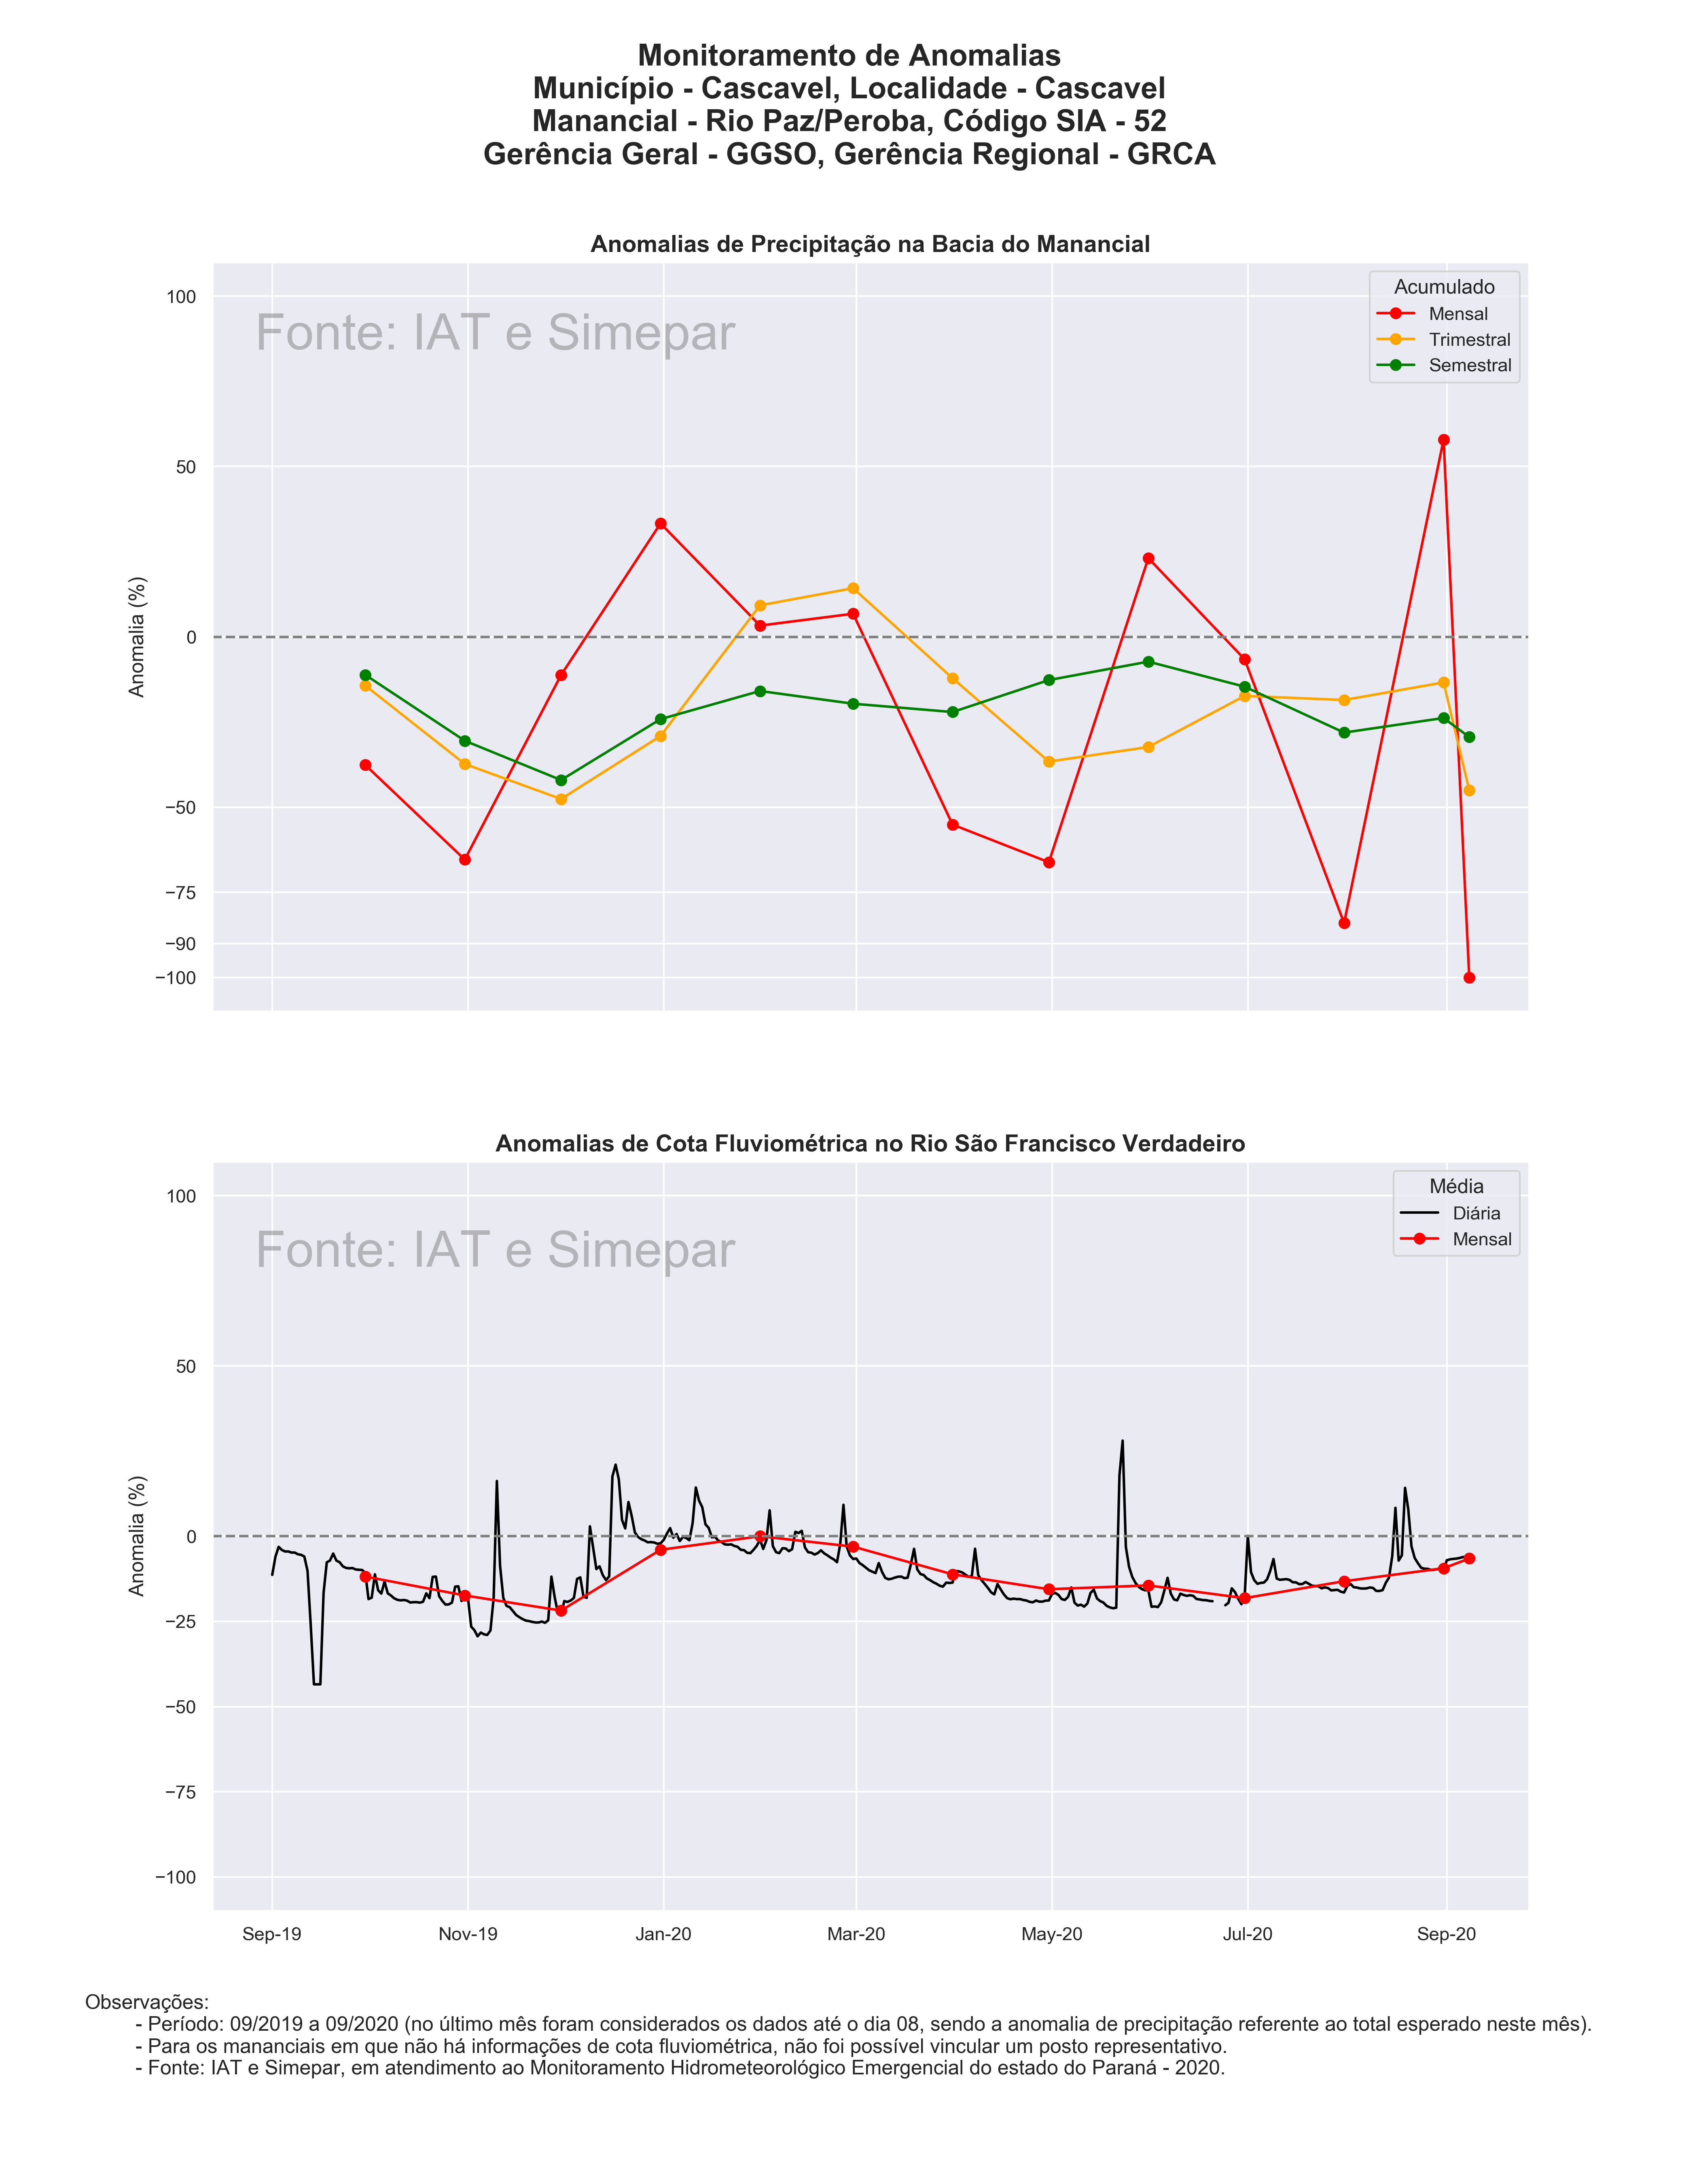 Monitoramento de Anomalias
Município - Cascavel, Localidade - Cascavel
Manancial - Rio Paz/Peroba, Código SIA - 52
Gerência Geral - GGSO, Gerência Regional - GRCA
Anomalias de Precipitação na Bacia do Manancial
Fonte: IAT e Simepar
Acumulado
Mensal
Trimestral
Semestral
Anomalia (%)
100
50
0
−50
−75
−90
−100
Anomalias de Cota Fluviométrica no Rio São Francisco Verdadeiro
Fonte: IAT e Simepar
Média
Diária
Mensal
Anomalia (%)
100
50
0
−25
−50
−75
−100
Sep-19 Nov-19 Jan-20 Mar-20 May-20 Jul-20 Sep-20
Observações:
- Período: 09/2019 a 09/2020 (no último mês foram considerados os dados até o dia 08, sendo a anomalia de precipitação referente ao total esperado neste mês).
- Para os mananciais em que não há informações de cota fluviométrica, não foi possível vincular um posto representativo.
- Fonte: IAT e Simepar, em atendimento ao Monitoramento Hidrometeorológico Emergencial do estado do Paraná - 2020.